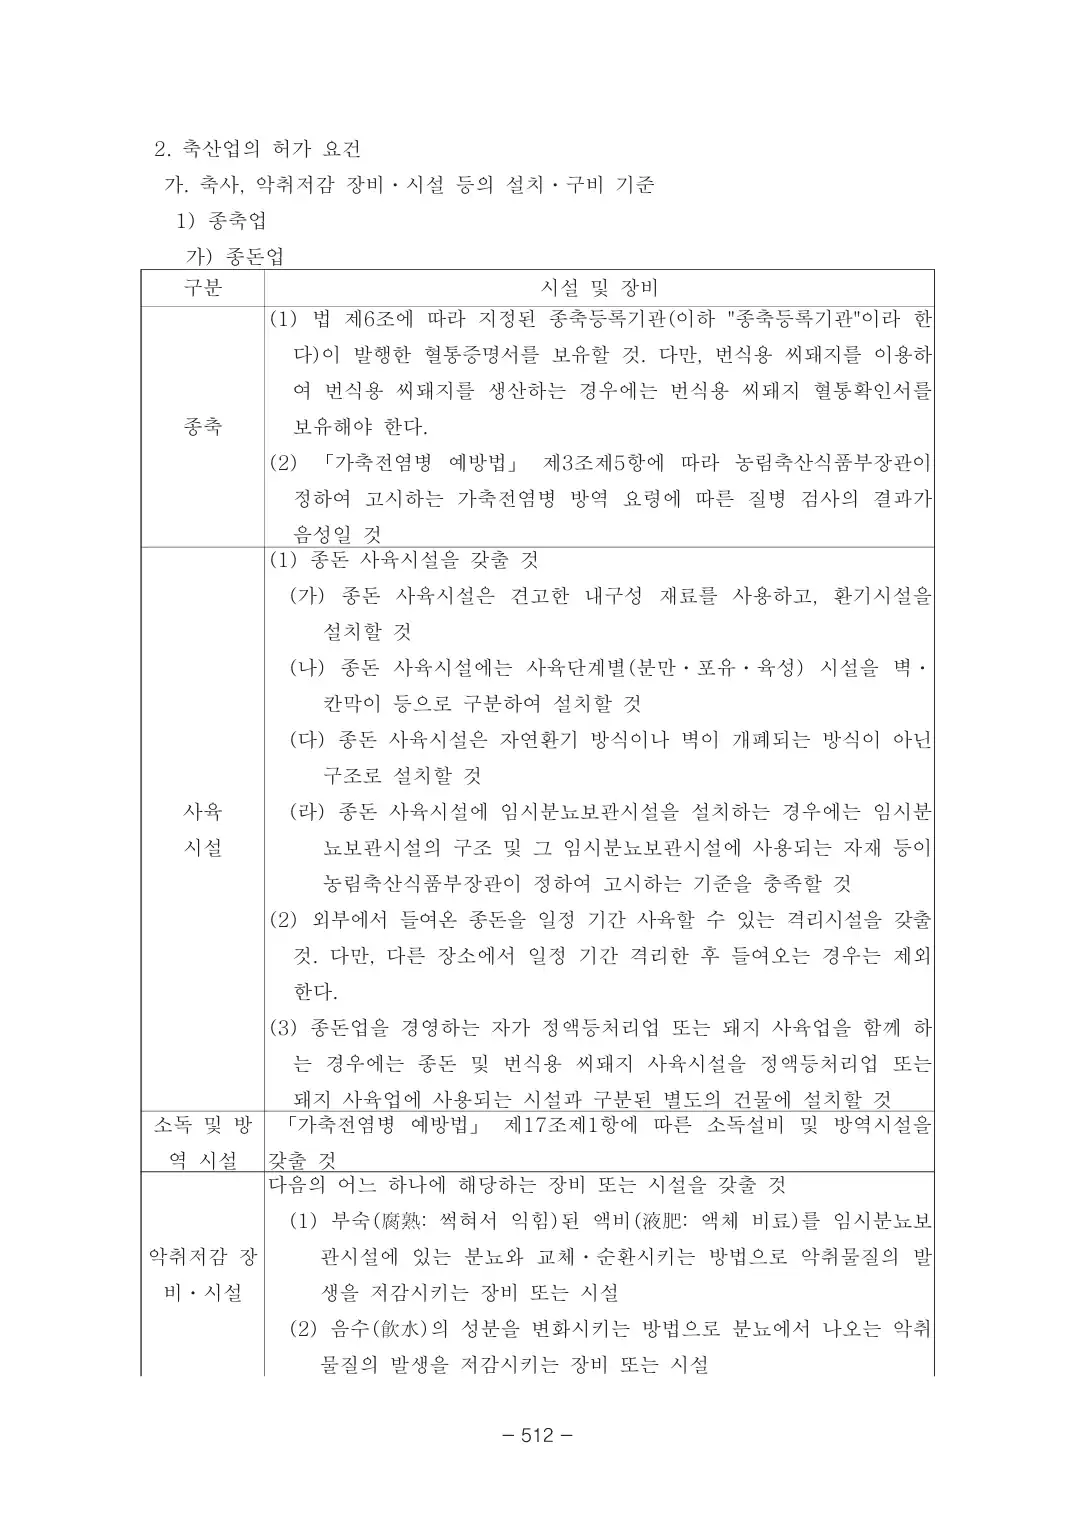 2. 축산업의 허가 요건
가. 축사, 악취저감 장비·시설 등의 설치·구비 기준
1) 종축업
가) 종돈업
구분 시설 및 장비
(1) 법 제6조에 따라 지정된 종축등록기관(이하 "종축등록기관"이라 한
다)이 발행한 혈통증명서를 보유할 것. 다만, 번식용 씨돼지를 이용하
여 번식용 씨돼지를 생산하는 경우에는 번식용 씨돼지 혈통확인서를
종축 보유해야 한다.
(2) 「가축전염병 예방법」 제3조제5항에 따라 농림축산식품부장관이
정하여 고시하는 가축전염병 방역 요령에 따른 질병 검사의 결과가
음성일 것
(1) 종돈 사육시설을 갖출 것
(가) 종돈 사육시설은 견고한 내구성 재료를 사용하고, 환기시설을
설치할 것
(나) 종돈 사육시설에는 사육단계별(분만·포유·육성) 시설을 벽·
칸막이 등으로 구분하여 설치할 것
(다) 종돈 사육시설은 자연환기 방식이나 벽이 개폐되는 방식이 아닌
구조로 설치할 것
사육 (라) 종돈 사육시설에 임시분뇨보관시설을 설치하는 경우에는 임시분
시설 뇨보관시설의 구조 및 그 임시분뇨보관시설에 사용되는 자재 등이
농림축산식품부장관이 정하여 고시하는 기준을 충족할 것
(2) 외부에서 들여온 종돈을 일정 기간 사육할 수 있는 격리시설을 갖출
것. 다만, 다른 장소에서 일정 기간 격리한 후 들여오는 경우는 제외
한다.
(3) 종돈업을 경영하는 자가 정액등처리업 또는 돼지 사육업을 함께 하
는 경우에는 종돈 및 번식용 씨돼지 사육시설을 정액등처리업 또는
돼지 사육업에 사용되는 시설과 구분된 별도의 건물에 설치할 것
소독 및 방 「가축전염병 예방법」 제17조제1항에 따른 소독설비 및 방역시설을
역 시설 갖출 것
다음의 어느 하나에 해당하는 장비 또는 시설을 갖출 것
(1) 부숙(腐熟: 썩혀서 익힘)된 액비(液肥: 액체 비료)를 임시분뇨보
악취저감 장 관시설에 있는 분뇨와 교체·순환시키는 방법으로 악취물질의 발
비·시설 생을 저감시키는 장비 또는 시설
(2) 음수(飮水)의 성분을 변화시키는 방법으로 분뇨에서 나오는 악취
물질의 발생을 저감시키는 장비 또는 시설
- 512 -